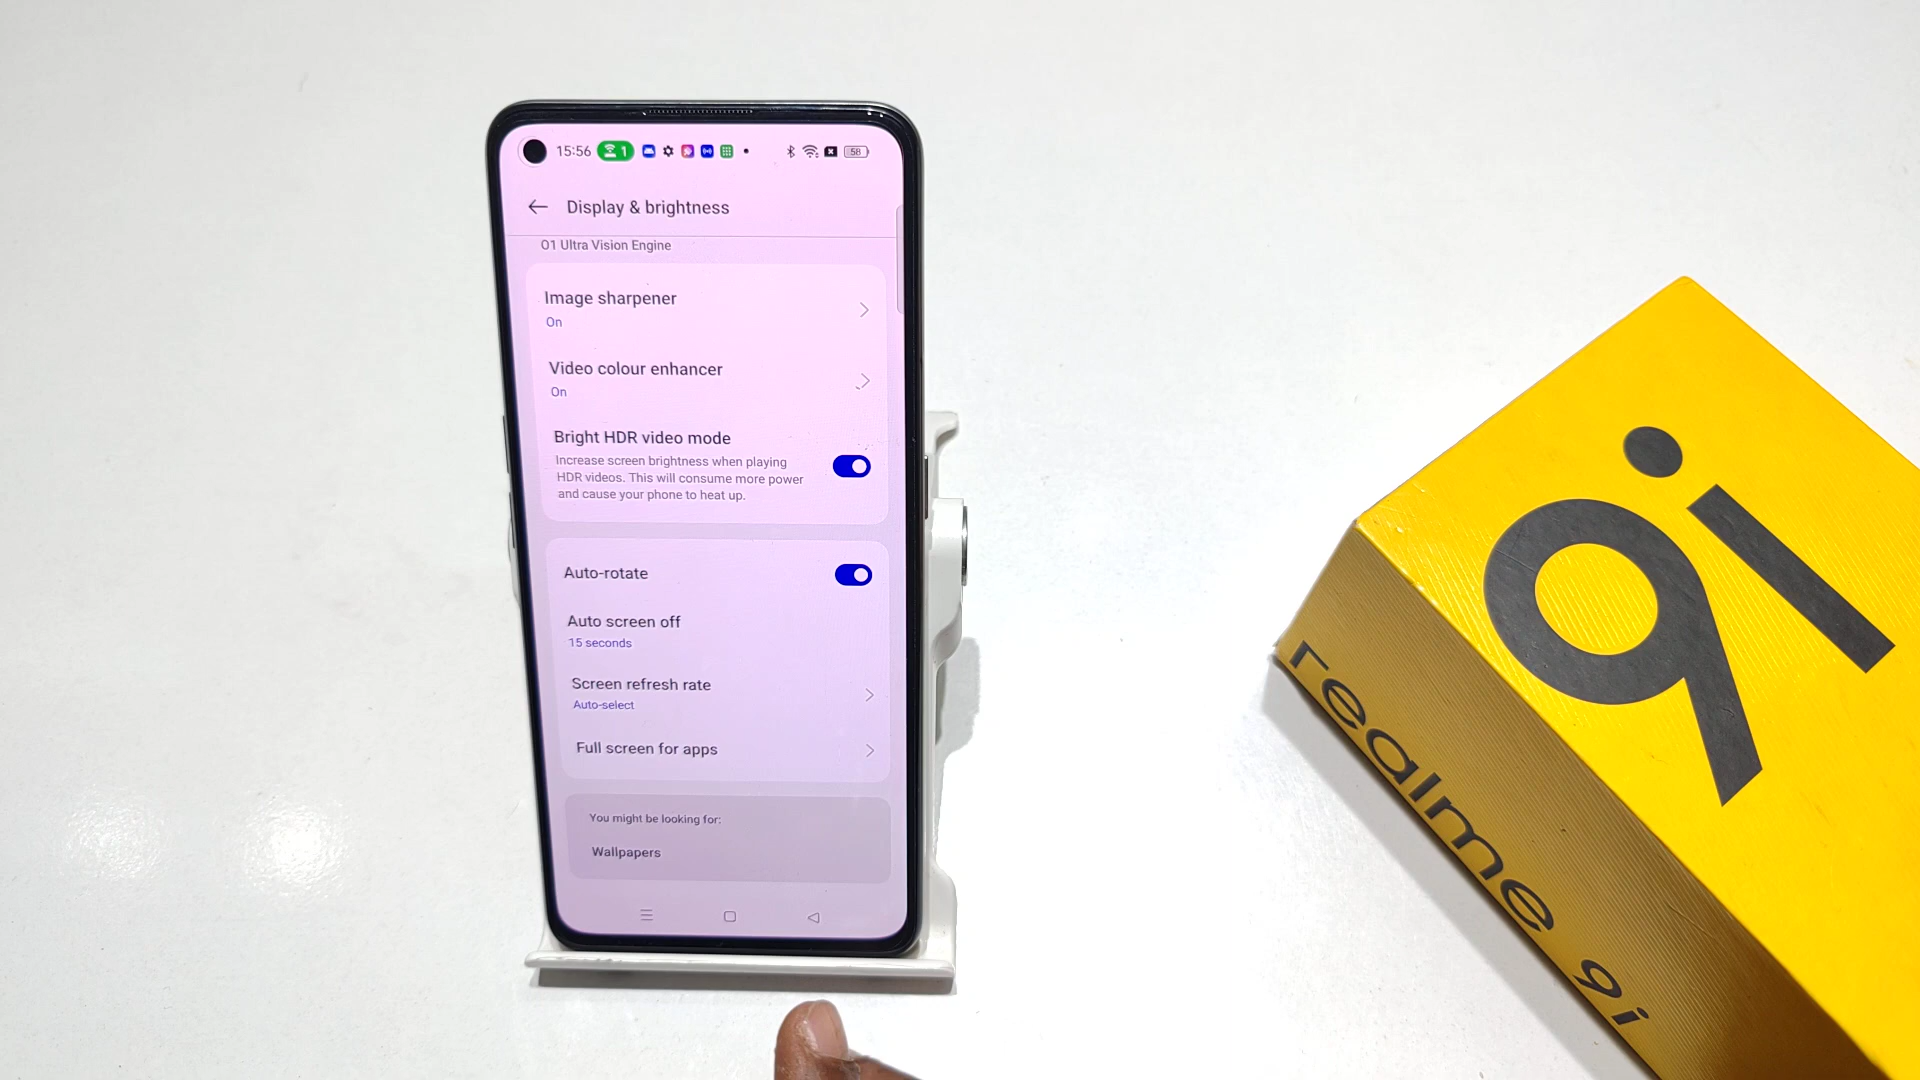 15:56
1
58
Display & brightness
O1 Ultra Vision Engine
Image sharpener
On
Video colour enhancer
On
Bright HDR video mode
Increase screen brightness when playing
HDR videos. This will consume more power
and cause your phone to heat up.
Auto-rotate
Auto screen off
15 seconds
Screen refresh rate
Auto-select
Full screen for apps
You might be looking for:
Wallpapers
9i
realme 9i